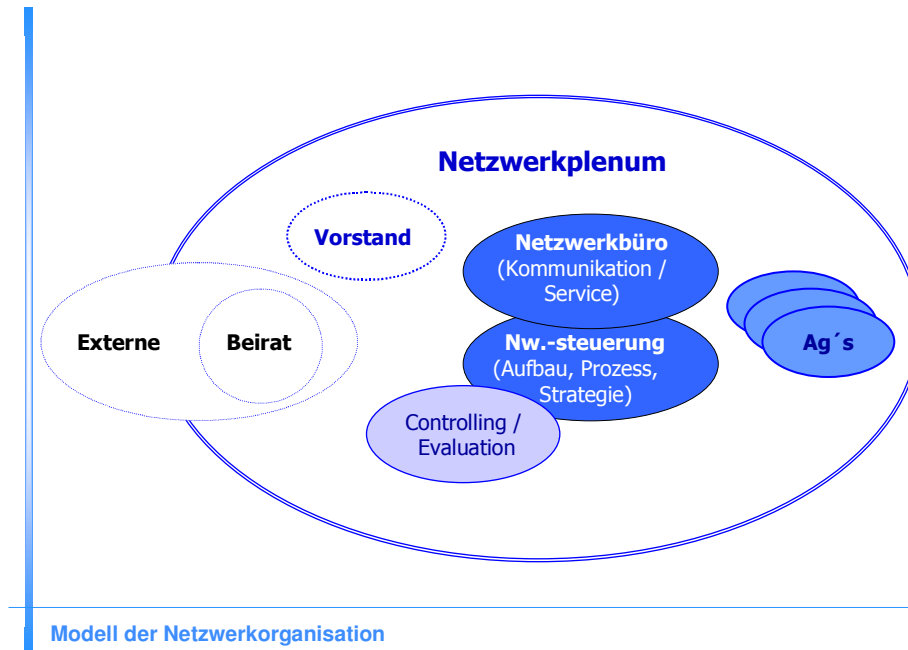 Netzwerkplenum
Vorstand
Netzwerkbüro
(Kommunikation /
Service)
Externe
Beirat
Nw.-steuerung
(Aufbau, Prozess,
Strategie)
Ag´s
Controlling /
Evaluation
Modell der Netzwerkorganisation